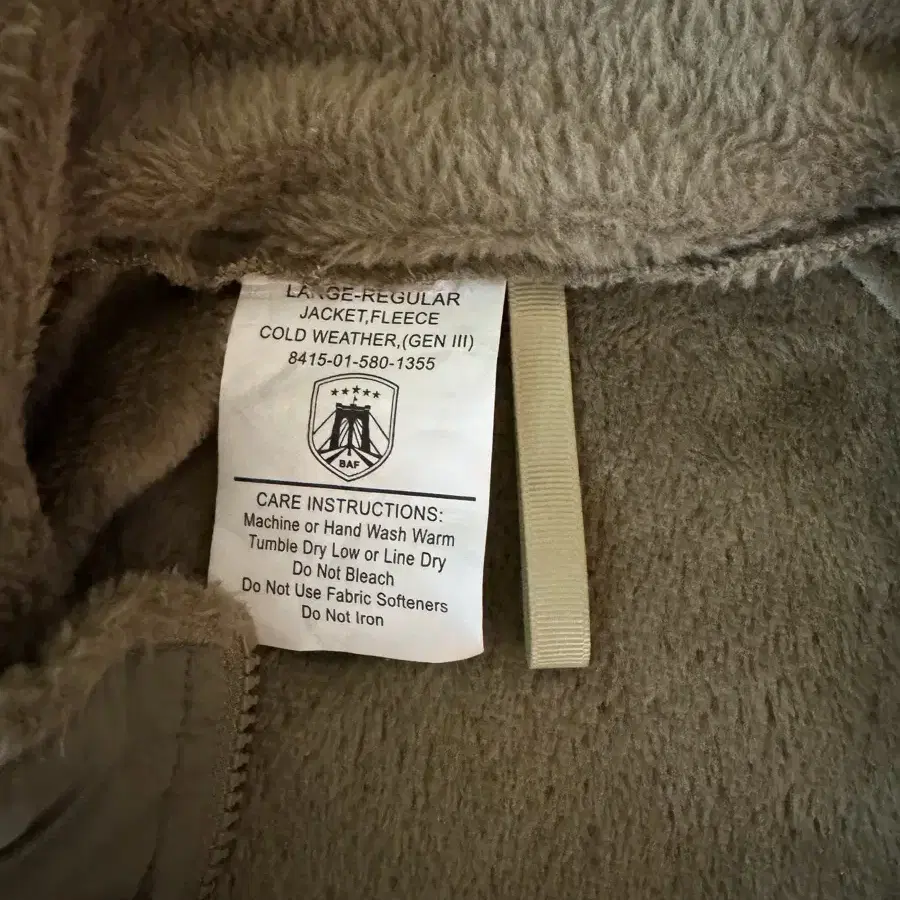 LARGE-REGULAR
JACKET,FLEECE
COLD WEATHER,(GEN III)
8415-01-580-1355
BAF
CARE INSTRUCTIONS:
Machine or Hand Wash Warm
Tumble Dry Low or Line Dry
Do Not Bleach
Do Not Use Fabric Softeners
Do Not Iron